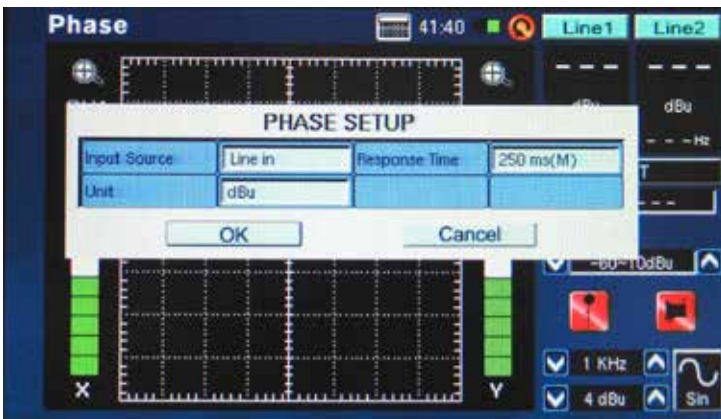 Phase
41:40
Line1
Line2
--- ---
dBu
---Hz
PHASE SETUP
Input Source
Line in
Response Time
250 ms(M)
Unit
dBu
T
---
OK
Cancel
-60~10dBu
1 KHz
X
Y
4 dBu
Sin